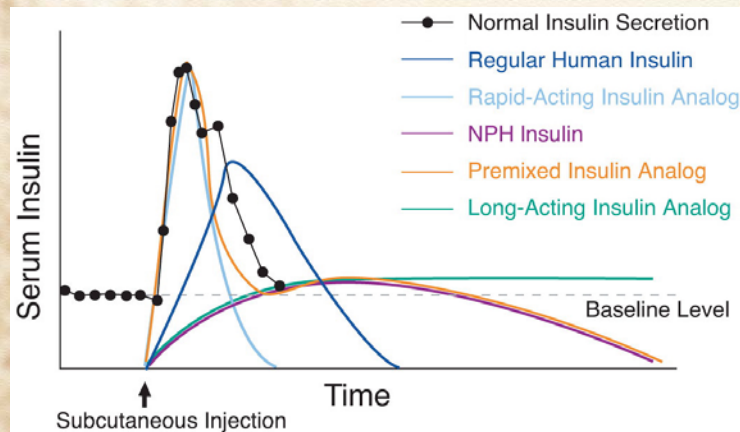 Normal Insulin Secretion
Regular Human Insulin
Rapid-Acting Insulin Analog
NPH Insulin
Premixed Insulin Analog
Long-Acting Insulin Analog
Serum Insulin
Baseline Level
Time
Subcutaneous Injection